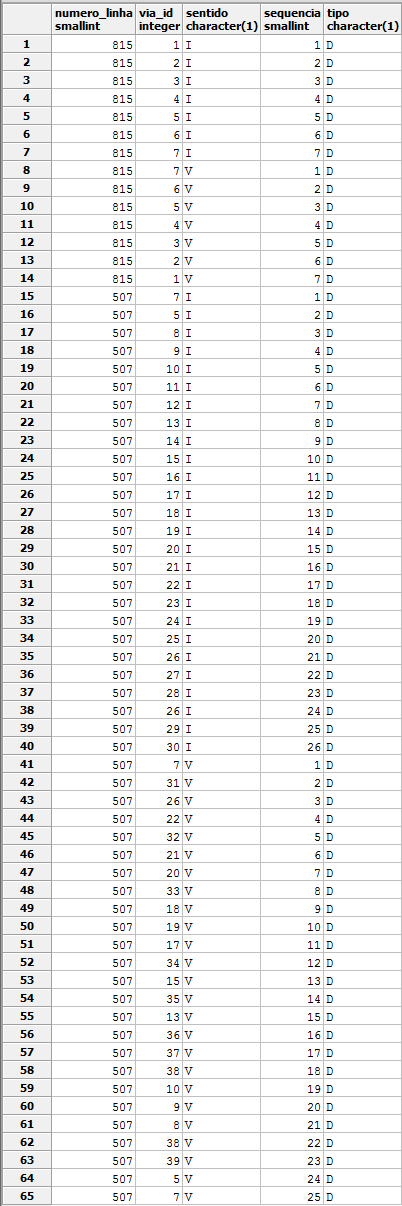 numero_linha via_id sentido sequencia tipo
smallint integer character(1) smallint character(1)
1 815 1 I 1 D
2 815 2 I 2 D
3 815 3 I 3 D
4 815 4 I 4 D
5 815 5 I 5 D
6 815 6 I 6 D
7 815 7 I 7 D
8 815 7 V 1 D
9 815 6 V 2 D
10 815 5 V 3 D
11 815 4 V 4 D
12 815 3 V 5 D
13 815 2 V 6 D
14 815 1 V 7 D
15 507 7 I 1 D
16 507 5 I 2 D
17 507 8 I 3 D
18 507 9 I 4 D
19 507 10 I 5 D
20 507 11 I 6 D
21 507 12 I 7 D
22 507 13 I 8 D
23 507 14 I 9 D
24 507 15 I 10 D
25 507 16 I 11 D
26 507 17 I 12 D
27 507 18 I 13 D
28 507 19 I 14 D
29 507 20 I 15 D
30 507 21 I 16 D
31 507 22 I 17 D
32 507 23 I 18 D
33 507 24 I 19 D
34 507 25 I 20 D
35 507 26 I 21 D
36 507 27 I 22 D
37 507 28 I 23 D
38 507 26 I 24 D
39 507 29 I 25 D
40 507 30 I 26 D
41 507 7 V 1 D
42 507 31 V 2 D
43 507 26 V 3 D
44 507 22 V 4 D
45 507 32 V 5 D
46 507 21 V 6 D
47 507 20 V 7 D
48 507 33 V 8 D
49 507 18 V 9 D
50 507 19 V 10 D
51 507 17 V 11 D
52 507 34 V 12 D
53 507 15 V 13 D
54 507 35 V 14 D
55 507 13 V 15 D
56 507 36 V 16 D
57 507 37 V 17 D
58 507 38 V 18 D
59 507 10 V 19 D
60 507 9 V 20 D
61 507 8 V 21 D
62 507 38 V 22 D
63 507 39 V 23 D
64 507 5 V 24 D
65 507 7 V 25 D